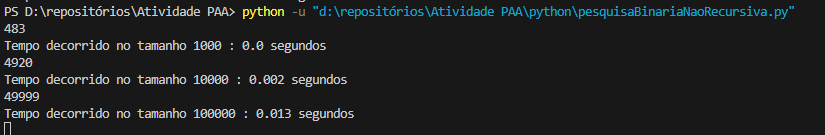 PS D:\repositórios\Atividade PAA> python -u "d:\repositórios\Atividade PAA\python\pesquisaBinariaNaoRecursiva.py"
483
Tempo decorrido no tamanho 1000 : 0.0 segundos
4920
Tempo decorrido no tamanho 10000 : 0.002 segundos
49999
Tempo decorrido no tamanho 100000 : 0.013 segundos